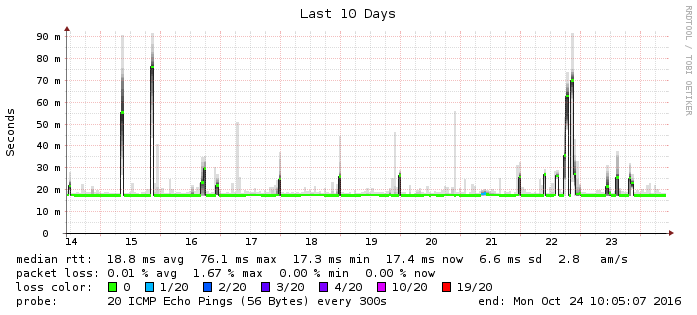 Last 10 Days
RRDTOOL / TOBI OETIKER
Seconds
90 m
80 m
70 m
60 m
50 m
40 m
30 m
20 m
10 m
0
14 15 16 17 18 19 20 21 22 23
median rtt: 18.8 ms avg 76.1 ms max 17.3 ms min 17.4 ms now 6.6 ms sd 2.8 am/s
packet loss: 0.01 % avg 1.67 % max 0.00 % min 0.00 % now
loss color: 0 1/20 2/20 3/20 4/20 10/20 19/20
probe: 20 ICMP Echo Pings (56 Bytes) every 300s end: Mon Oct 24 10:05:07 2016